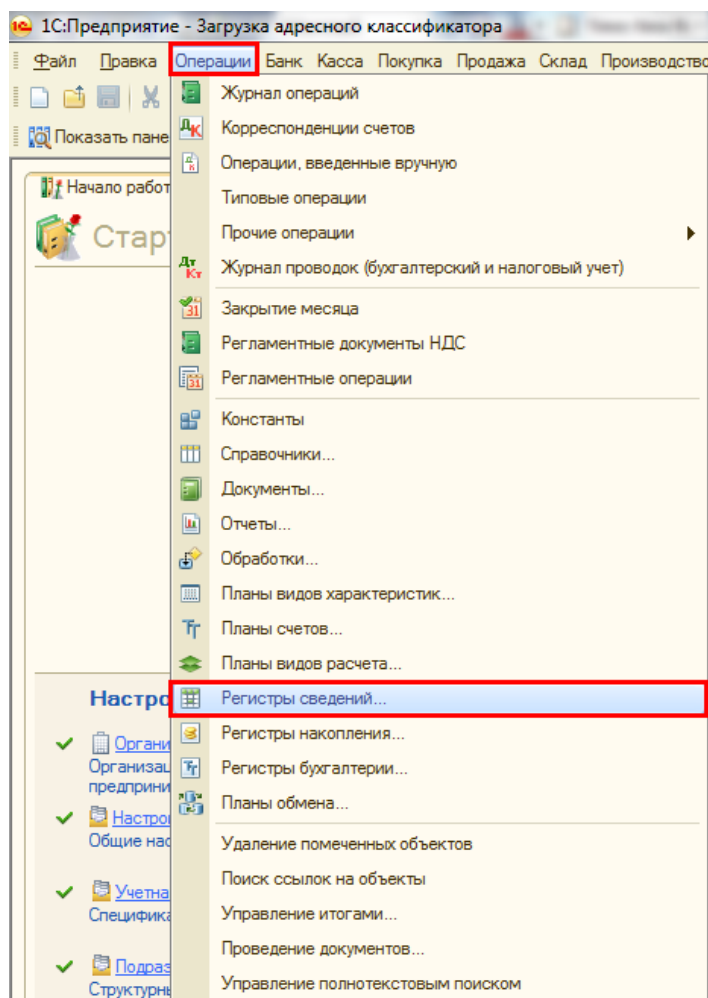 1С:Предприятие - Загрузка адресного классификатора
Файл Правка Операции Банк Касса Покупка Продажа Склад Производство
Журнал операций
Корреспонденции счетов
Показать пане
Операции, введенные вручную
Начало работ
Типовые операции
Стар
Прочие операции
Журнал проводок (бухгалтерский и налоговый учет)
Закрытие месяца
Регламентные документы НДС
Регламентные операции
Константы
Справочники...
Документы...
Отчеты...
Обработки...
Планы видов характеристик...
Планы счетов...
Планы видов расчета...
Настро
Регистры сведений...
Регистры накопления...
Органи
Организац
Регистры бухгалтерии...
предприни
Планы обмена...
Настро
Общие нас
Удаление помеченных объектов
Поиск ссылок на объекты
Учетна
Специфика
Управление итогами...
Проведение документов...
Подраз
Структурн
Управление полнотекстовым поиском